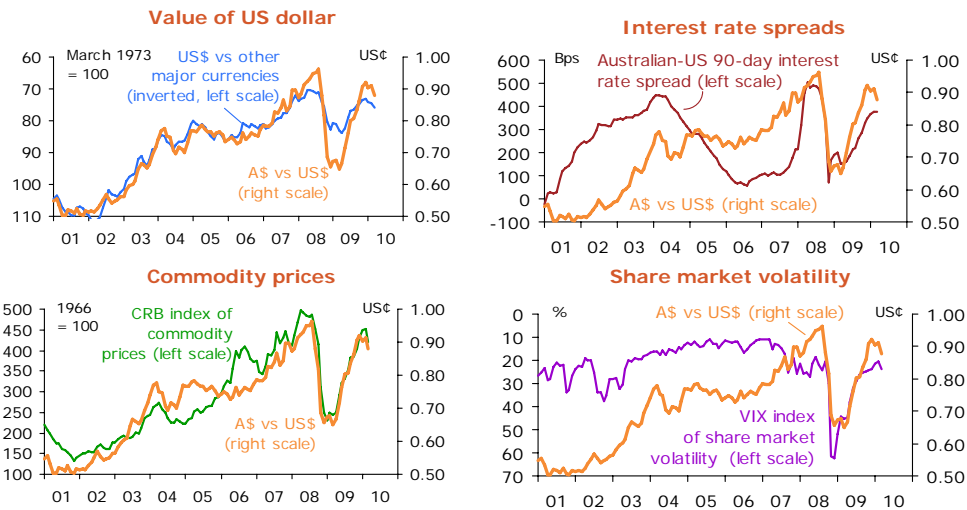 Value of US dollar
March 1973
= 100
US$ vs other
major currencies
(inverted, left scale)
US¢
A$ vs US$
(right scale)
60
70
80
90
100
110
1.00
0.90
0.80
0.70
0.60
0.50
01 02 03 04 05 06 07 08 09 10
Interest rate spreads
Bps
Australian-US 90-day interest
rate spread (left scale)
US¢
A$ vs US$ (right scale)
600
500
400
300
200
100
0
-100
1.00
0.90
0.80
0.70
0.60
0.50
01 02 03 04 05 06 07 08 09 10
Commodity prices
1966
= 100
CRB index of
commodity
prices (left scale)
US¢
A$ vs US$
(right scale)
500
450
400
350
300
250
200
150
100
1.00
0.90
0.80
0.70
0.60
0.50
01 02 03 04 05 06 07 08 09 10
Share market volatility
%
A$ vs US$ (right scale)
US¢
VIX index
of share market
volatility (left scale)
0
10
20
30
40
50
60
70
1.00
0.90
0.80
0.70
0.60
0.50
01 02 03 04 05 06 07 08 09 10